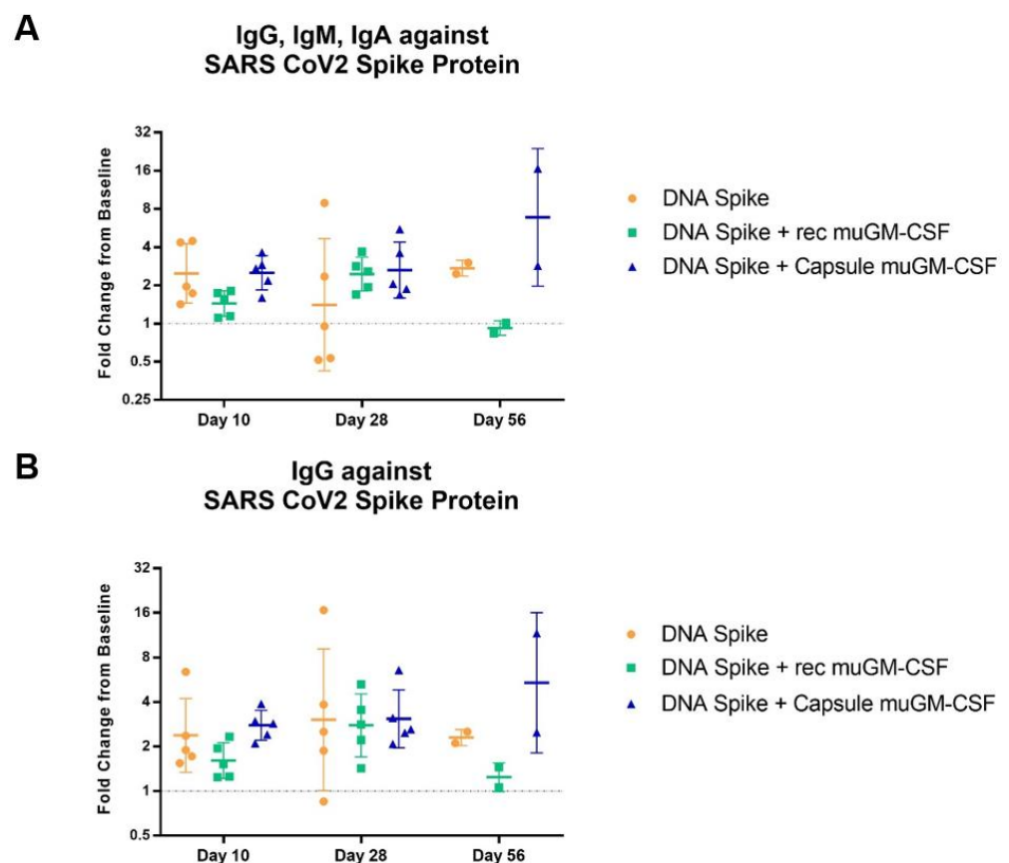 A
IgG, IgM, IgA against
SARS CoV2 Spike Protein
Fold Change from Baseline
32
16
8
4
2
1
0.5
0.25
Day 10
Day 28
Day 56
DNA Spike
DNA Spike + rec muGM-CSF
DNA Spike + Capsule muGM-CSF
B
IgG against
SARS CoV2 Spike Protein
Fold Change from Baseline
32
16
8
4
2
1
0.5
Day 10
Day 28
Day 56
DNA Spike
DNA Spike + rec muGM-CSF
DNA Spike + Capsule muGM-CSF